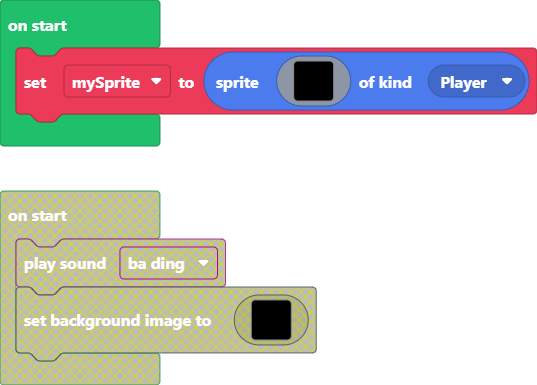 on start
set mySprite to sprite of kind Player
on start
play sound ba ding
set background image to